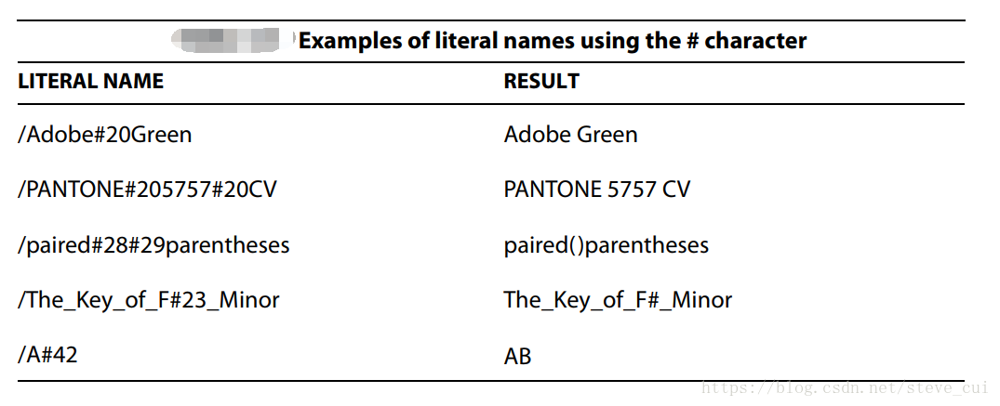 Examples of literal names using the # character
LITERAL NAME RESULT
/Adobe#20Green Adobe Green
/PANTONE#205757#20CV PANTONE 5757 CV
/paired#28#29parentheses paired()parentheses
/The_Key_of_F#23_Minor The_Key_of_F#_Minor
/A#42 AB
https://blog.csdn.net/steve_cui